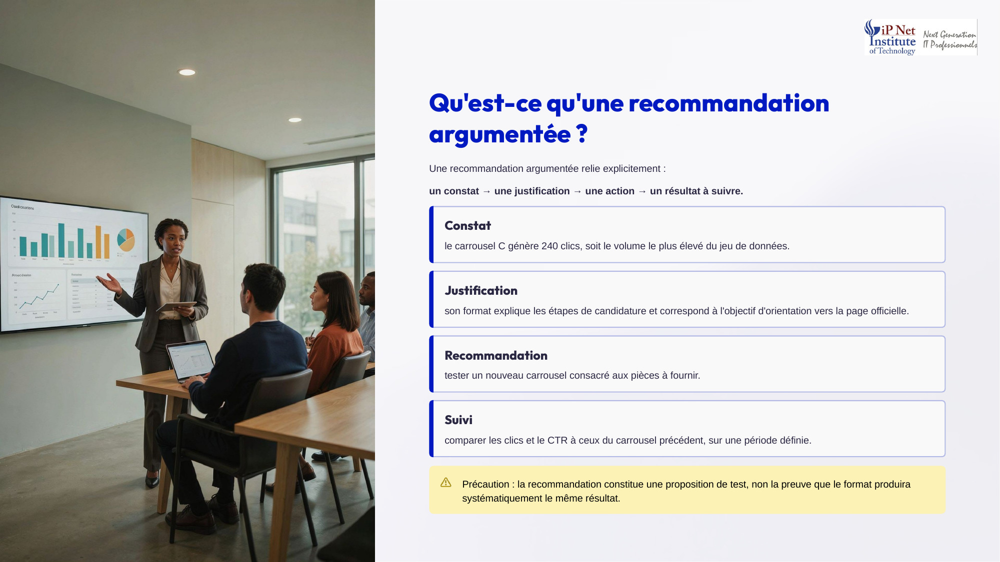 iP Net
Institute
of Technology
Next Generation
IT Professionnels
Qu'est-ce qu'une recommandation
argumentée ?
Une recommandation argumentée relie explicitement :
un constat → une justification → une action → un résultat à suivre.
Constat
le carrousel C génère 240 clics, soit le volume le plus élevé du jeu de données.
Justification
son format explique les étapes de candidature et correspond à l'objectif d'orientation vers la page officielle.
Recommandation
tester un nouveau carrousel consacré aux pièces à fournir.
Suivi
comparer les clics et le CTR à ceux du carrousel précédent, sur une période définie.
Précaution : la recommandation constitue une proposition de test, non la preuve que le format produira
systématiquement le même résultat.